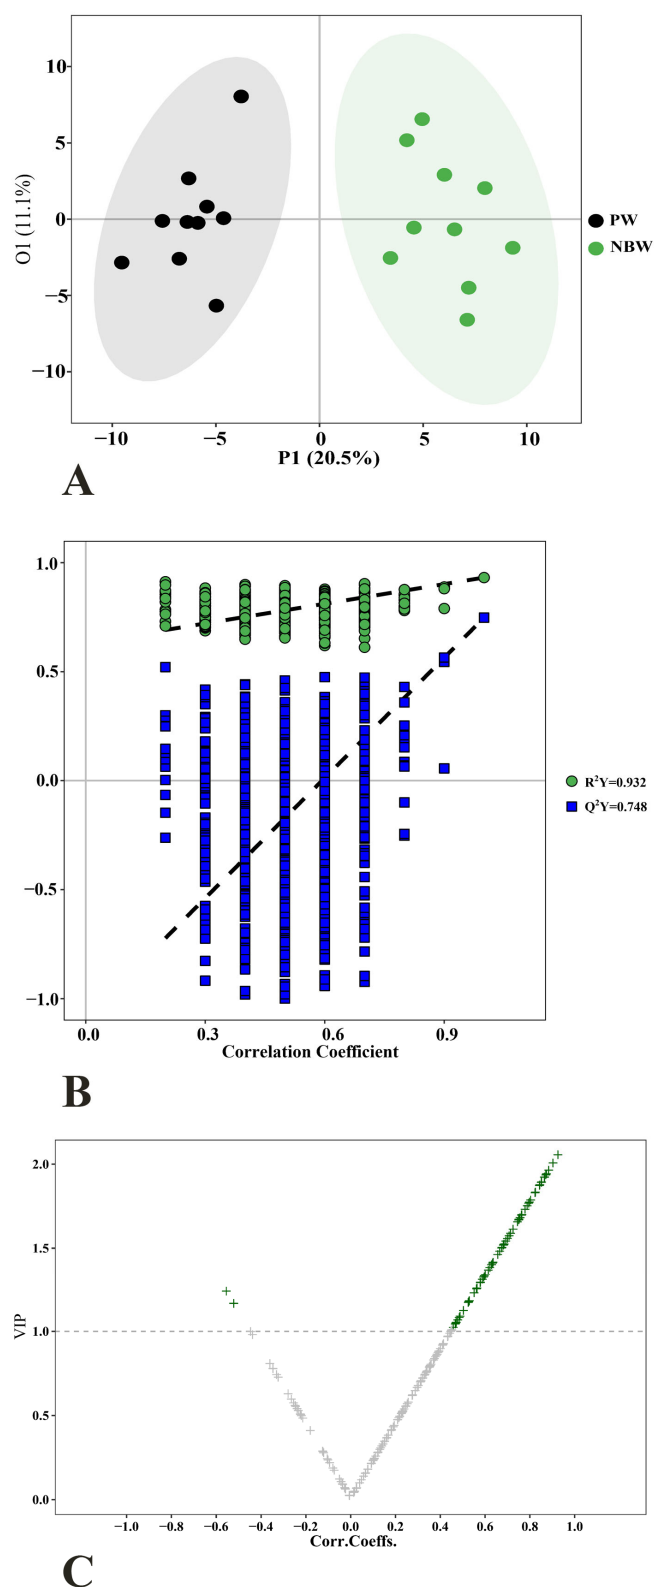 10
5
0
−5
−10
O1 (11.1%)
PW
NBW
−10 −5 0 5 10
P1 (20.5%)
A
1.0
0.5
0.0
−0.5
−1.0
R²Y=0.932
Q²Y=0.748
0.0 0.3 0.6 0.9
Correlation Coefficient
B
2.0
1.5
1.0
0.5
0.0
VIP
−1.0 −0.8 −0.6 −0.4 −0.2 0.0 0.2 0.4 0.6 0.8 1.0
Corr.Coeffs.
C